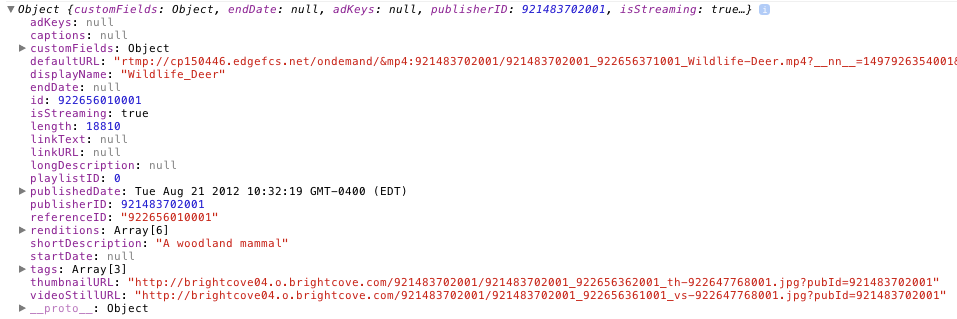 ▼Object {customFields: Object, endDate: null, adKeys: null, publisherID: 921483702001, isStreaming: true…} i
adKeys: null
captions: null
▶ customFields: Object
defaultURL: "rtmp://cp150446.edgefcs.net/ondemand/&mp4:921483702001/921483702001_922656371001_Wildlife-Deer.mp4?__nn__=1497926354001&
displayName: "Wildlife_Deer"
endDate: null
id: 922656010001
isStreaming: true
length: 18810
linkText: null
linkURL: null
longDescription: null
playlistID: 0
▶ publishedDate: Tue Aug 21 2012 10:32:19 GMT-0400 (EDT)
publisherID: 921483702001
referenceID: "922656010001"
▶ renditions: Array[6]
shortDescription: "A woodland mammal"
startDate: null
▶ tags: Array[3]
thumbnailURL: "http://brightcove04.o.brightcove.com/921483702001/921483702001_922656362001_th-922647768001.jpg?pubId=921483702001"
videoStillURL: "http://brightcove04.o.brightcove.com/921483702001/921483702001_922656361001_vs-922647768001.jpg?pubId=921483702001"
▶ __proto__: Object